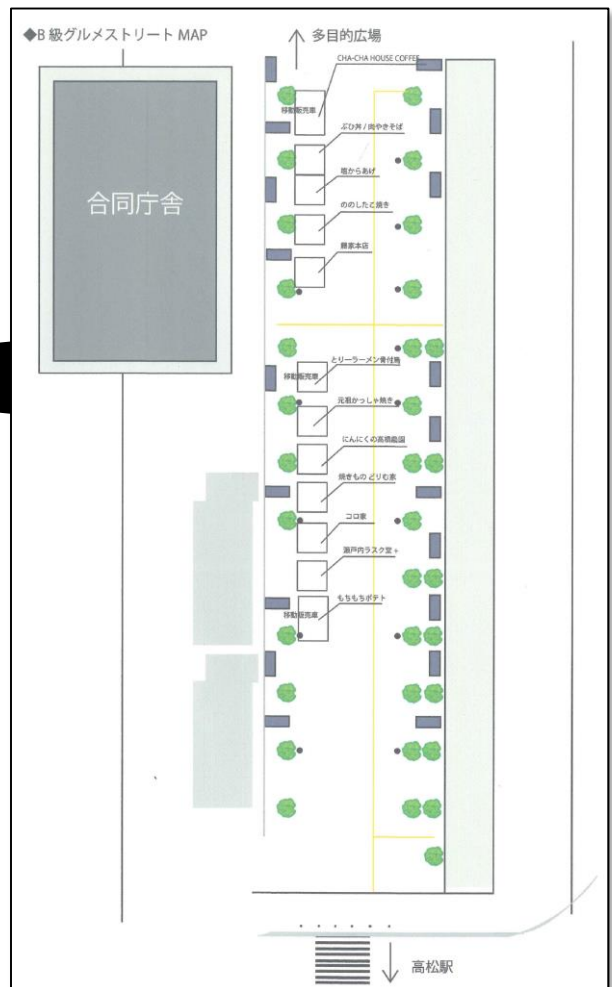 ◆B級グルメストリート MAP
多目的広場
CHA-CHA HOUSE COFFEE
移動販売車
ぶひ丼 / 肉やきそば
塩からあげ
合同庁舎
ののしたこ焼き
麺家本店
とりーラーメン骨付鳥
移動販売車
元祖かっしゃ焼き
にんにくの高橋農園
焼きもの どりむ素
コロ家
瀬戸内ラスク堂+
もちもちポテト
移動販売車
高松駅